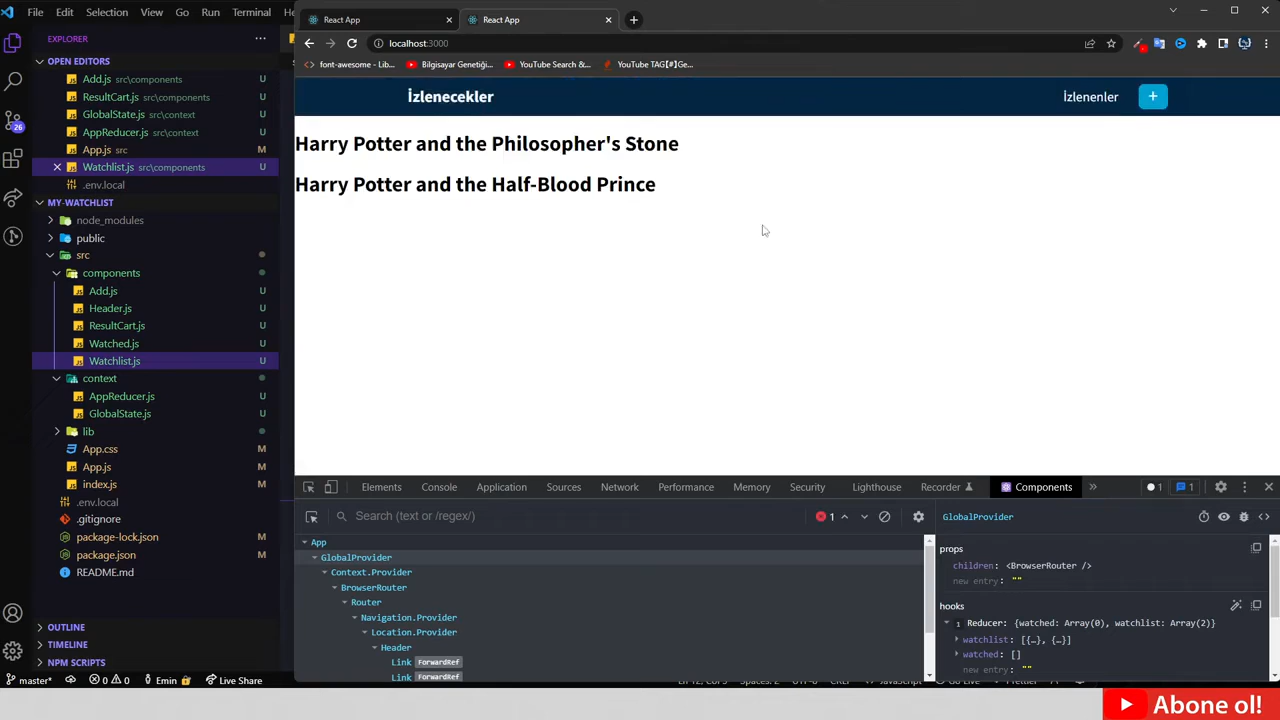 File Edit Selection View Go Run Terminal He
EXPLORER
OPEN EDITORS
Add.js src\components U
ResultCart.js src\components U
GlobalState.js src\context U
AppReducer.js src\context U
App.js src M
Watchlist.js src\components U
.env.local
MY-WATCHLIST
node_modules
public
src
components
Add.js U
Header.js U
ResultCart.js U
Watched.js U
Watchlist.js U
context
AppReducer.js U
GlobalState.js U
lib
App.css M
App.js M
index.js M
.env.local
.gitignore
package-lock.json M
package.json M
README.md
OUTLINE
TIMELINE
NPM SCRIPTS
26
master* 0 0 Emin Live Share
React App React App
localhost:3000
font-awesome - Lib... Bilgisayar Genetiği... YouTube Search &... YouTube TAG【#】Ge...
İzlenecekler İzlenenler +
Harry Potter and the Philosopher's Stone
Harry Potter and the Half-Blood Prince
Elements Console Application Sources Network Performance Memory Security Lighthouse Recorder Components » 1 1
Search (text or /regex/) 1 GlobalProvider
App
GlobalProvider
Context.Provider
BrowserRouter
Router
Navigation.Provider
Location.Provider
Header
Link ForwardRef
Link ForwardRef
props
children: <BrowserRouter />
new entry: ""
hooks
1 Reducer: {watched: Array(0), watchlist: Array(2)}
watchlist: [{…}, {…}]
watched: []
new entry: ""
Abone ol!